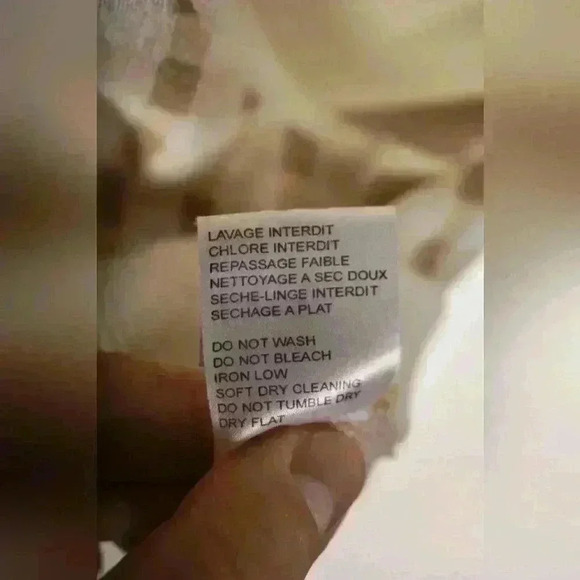 LAVAGE INTERDIT
CHLORE INTERDIT
REPASSAGE FAIBLE
NETTOYAGE A SEC DOUX
SECHE-LINGE INTERDIT
SECHAGE A PLAT
DO NOT WASH
DO NOT BLEACH
IRON LOW
SOFT DRY CLEANING
DO NOT TUMBLE DRY
DRY FLAT